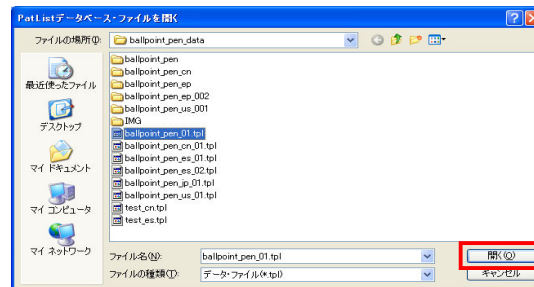 PatListデータベース・ファイルを開く
ファイルの場所(I):
ballpoint_pen_data
最近使ったファイル
デスクトップ
マイ ドキュメント
マイ コンピュータ
マイ ネットワーク
ballpoint_pen
ballpoint_pen_cn
ballpoint_pen_ep
ballpoint_pen_ep_002
ballpoint_pen_us_001
IMG
ballpoint_pen_01.tpl
ballpoint_pen_cn_01.tpl
ballpoint_pen_es_01.tpl
ballpoint_pen_es_02.tpl
ballpoint_pen_jp_01.tpl
ballpoint_pen_us_01.tpl
test_cn.tpl
test_es.tpl
ファイル名(N):
ballpoint_pen_01.tpl
開く(O)
ファイルの種類(T):
データ・ファイル(*.tpl)
キャンセル